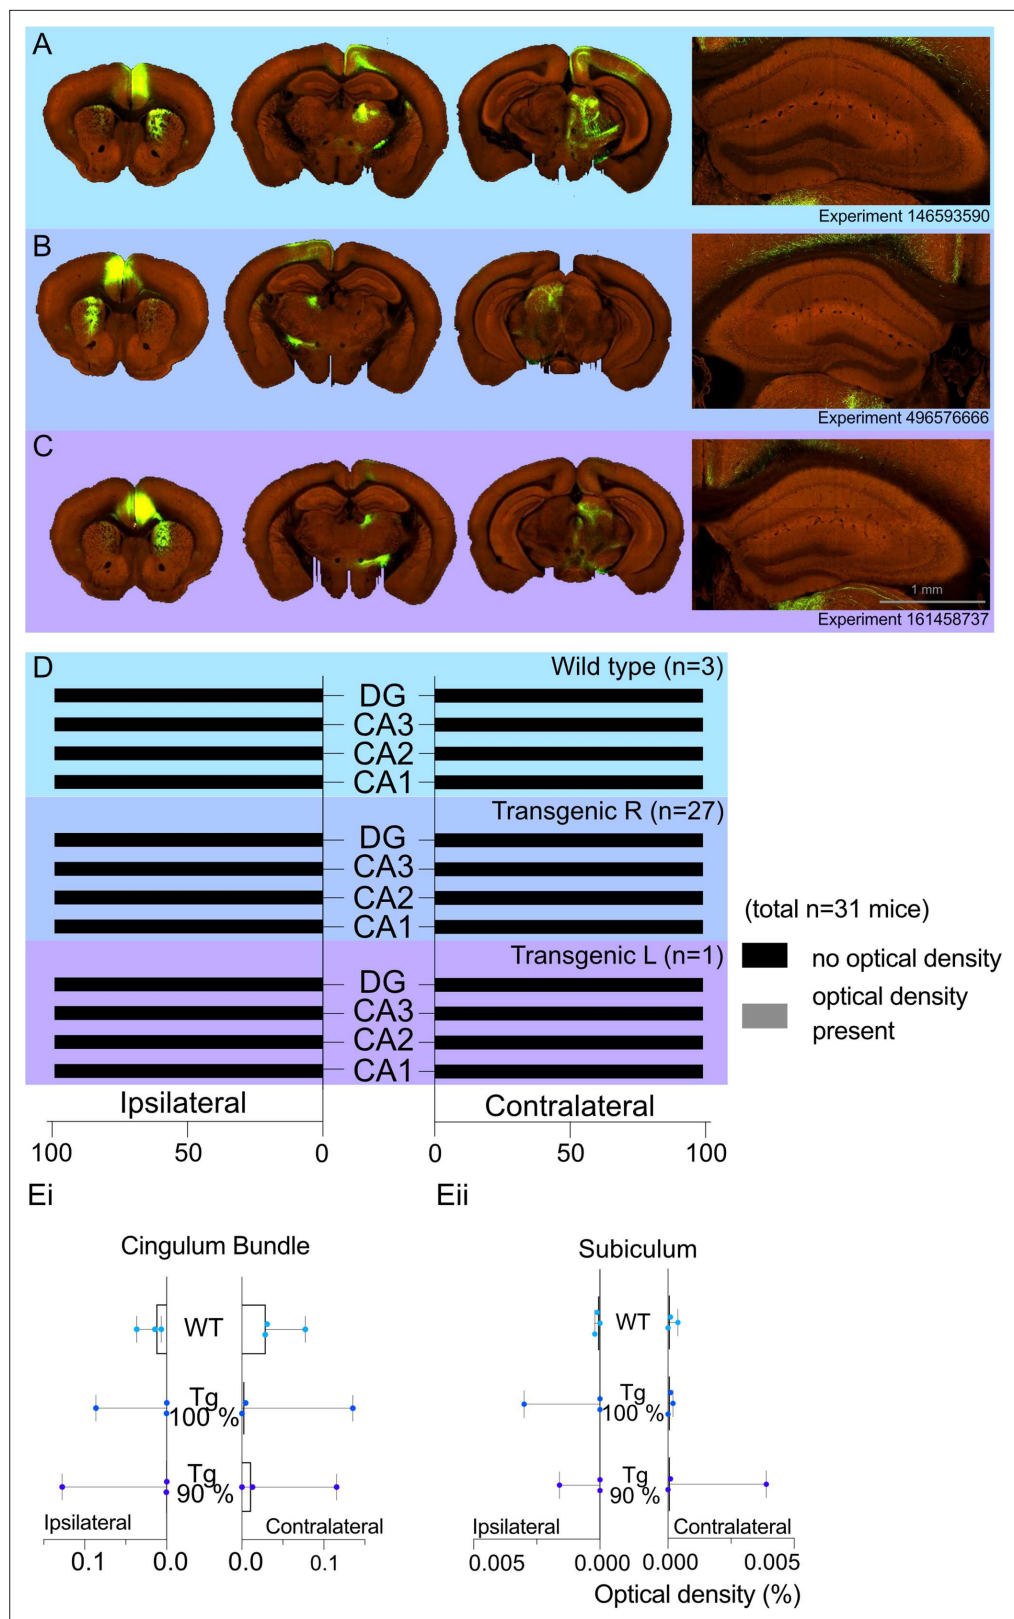 A
Experiment 146593590
B
Experiment 496576666
C
1 mm
Experiment 161458737
D
Wild type (n=3)
DG
CA3
CA2
CA1
Transgenic R (n=27)
DG
CA3
CA2
CA1
Transgenic L (n=1)
DG
CA3
CA2
CA1
(total n=31 mice)
no optical density
optical density
present
Ipsilateral
Contralateral
100 50 0
0 50 100
Ei
Cingulum Bundle
WT
Tg
100 %
Tg
90 %
Ipsilateral
Contralateral
0.1 0.0
0.0 0.1
Eii
Subiculum
WT
Tg
100 %
Tg
90 %
Ipsilateral
Contralateral
0.005 0.000
0.000 0.005
Optical density (%)